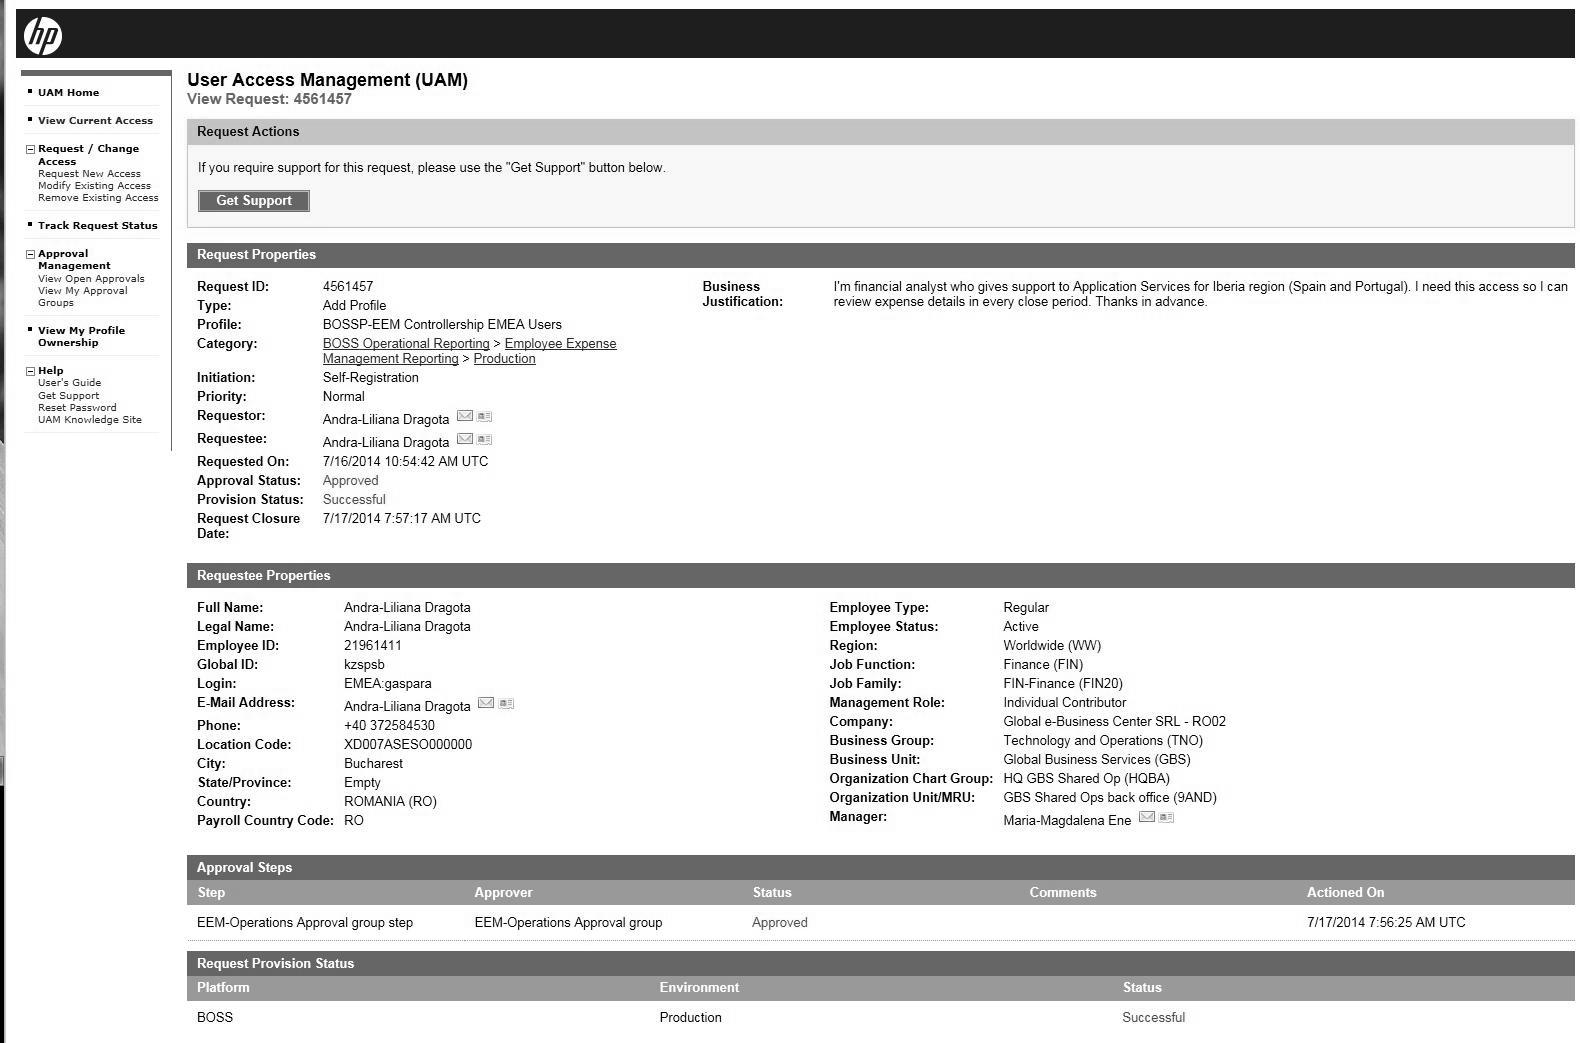 hp
User Access Management (UAM)
View Request: 4561457
UAM Home
View Current Access
Request / Change
Access
Request New Access
Modify Existing Access
Remove Existing Access
Track Request Status
Approval
Management
View Open Approvals
View My Approval
Groups
View My Profile
Ownership
Help
User's Guide
Get Support
Reset Password
UAM Knowledge Site
Request Actions
If you require support for this request, please use the "Get Support" button below.
Get Support
Request Properties
Request ID: 4561457
Type: Add Profile
Profile: BOSSP-EEM Controllership EMEA Users
Category: BOSS Operational Reporting > Employee Expense
Management Reporting > Production
Initiation: Self-Registration
Priority: Normal
Requestor: Andra-Liliana Dragota
Requestee: Andra-Liliana Dragota
Requested On: 7/16/2014 10:54:42 AM UTC
Approval Status: Approved
Provision Status: Successful
Request Closure 7/17/2014 7:57:17 AM UTC
Date:
Business I'm financial analyst who gives support to Application Services for Iberia region (Spain and Portugal). I need this access so I can
Justification: review expense details in every close period. Thanks in advance.
Requestee Properties
Full Name: Andra-Liliana Dragota
Legal Name: Andra-Liliana Dragota
Employee ID: 21961411
Global ID: kzspsb
Login: EMEA:gaspara
E-Mail Address: Andra-Liliana Dragota
Phone: +40 372584530
Location Code: XD007ASESO000000
City: Bucharest
State/Province: Empty
Country: ROMANIA (RO)
Payroll Country Code: RO
Employee Type: Regular
Employee Status: Active
Region: Worldwide (WW)
Job Function: Finance (FIN)
Job Family: FIN-Finance (FIN20)
Management Role: Individual Contributor
Company: Global e-Business Center SRL - RO02
Business Group: Technology and Operations (TNO)
Business Unit: Global Business Services (GBS)
Organization Chart Group: HQ GBS Shared Op (HQBA)
Organization Unit/MRU: GBS Shared Ops back office (9AND)
Manager: Maria-Magdalena Ene
Approval Steps
Step Approver Status Comments Actioned On
EEM-Operations Approval group step EEM-Operations Approval group Approved 7/17/2014 7:56:25 AM UTC
Request Provision Status
Platform Environment Status
BOSS Production Successful